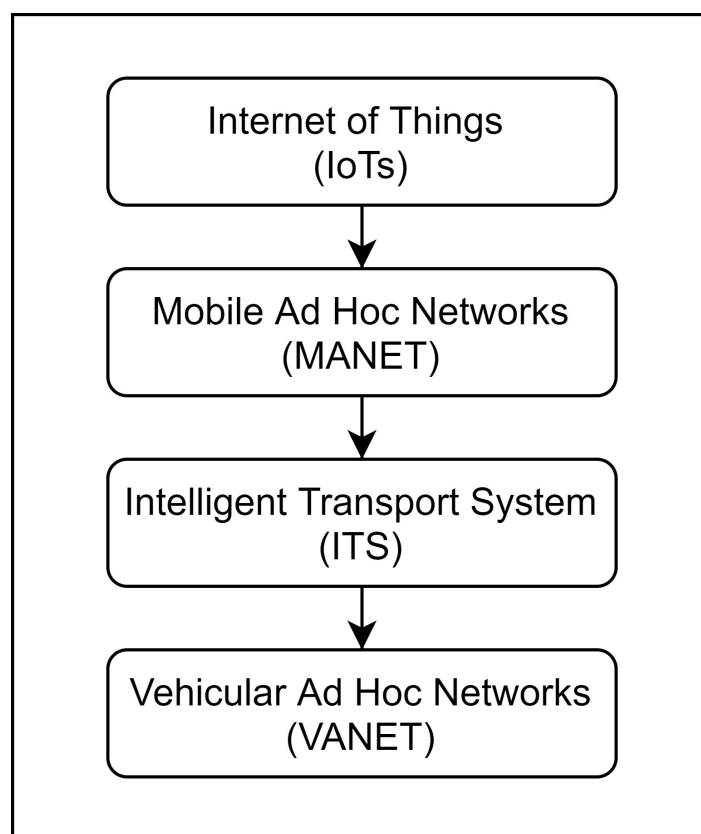 Internet of Things
(IoTs)
Mobile Ad Hoc Networks
(MANET)
Intelligent Transport System
(ITS)
Vehicular Ad Hoc Networks
(VANET)